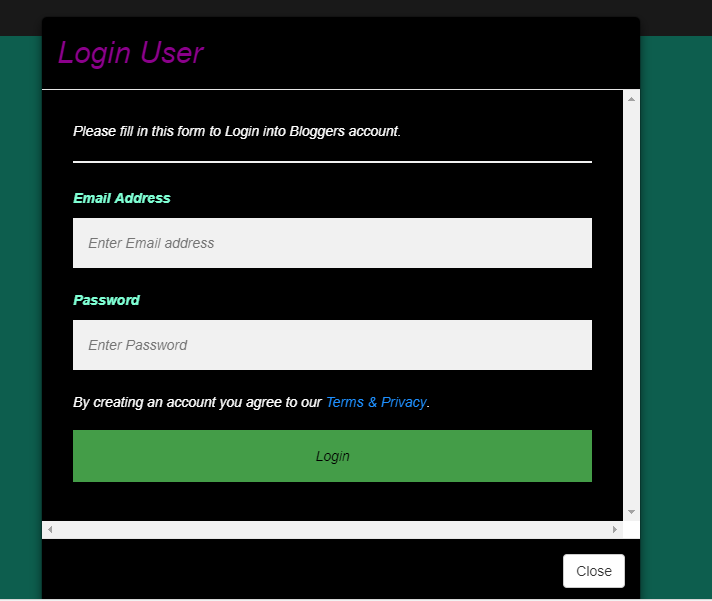 Login User
Please fill in this form to Login into Bloggers account.
Email Address
Enter Email address
Password
Enter Password
By creating an account you agree to our Terms & Privacy.
Login
Close